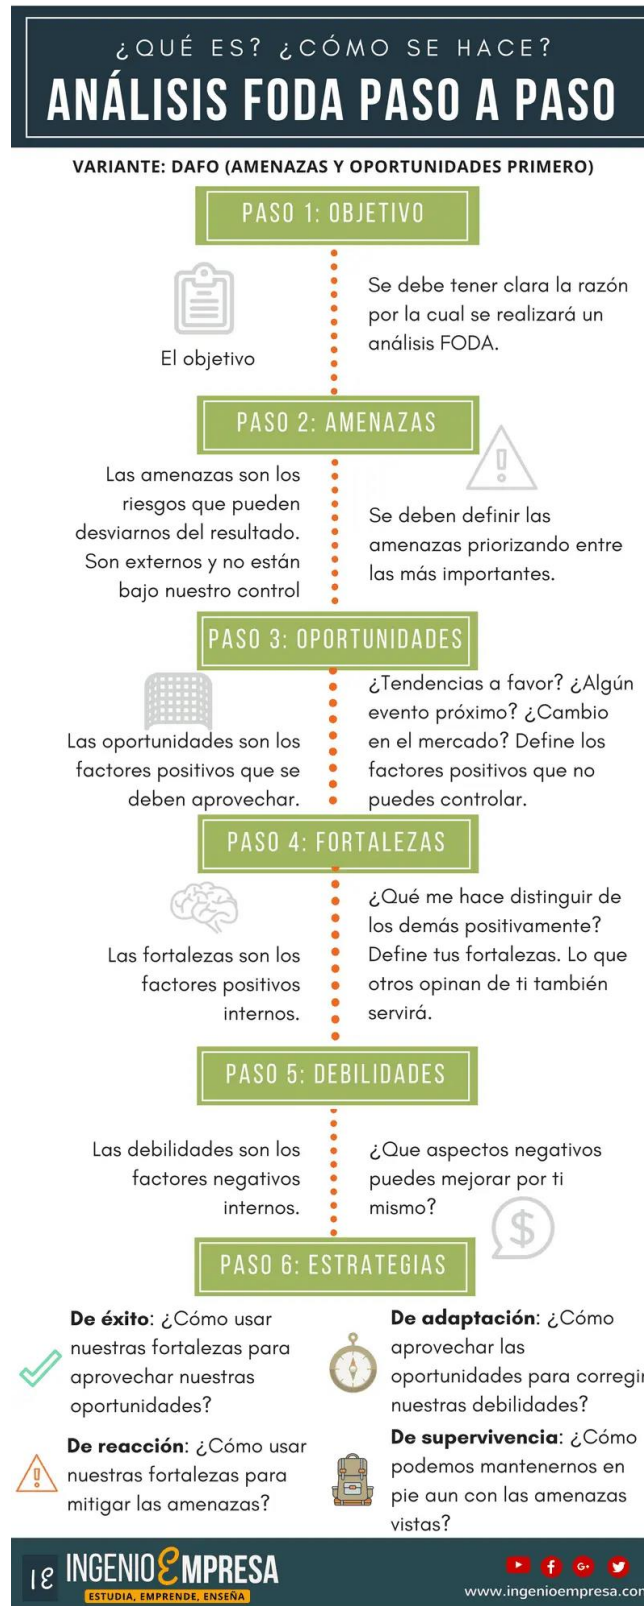 ¿QUÉ ES? ¿CÓMO SE HACE?
ANÁLISIS FODA PASO A PASO
VARIANTE: DAFO (AMENAZAS Y OPORTUNIDADES PRIMERO)
PASO 1: OBJETIVO
El objetivo
Se debe tener clara la razón
por la cual se realizará un
análisis FODA.
PASO 2: AMENAZAS
Las amenazas son los
riesgos que pueden
desviarnos del resultado.
Son externos y no están
bajo nuestro control
Se deben definir las
amenazas priorizando entre
las más importantes.
PASO 3: OPORTUNIDADES
Las oportunidades son los
factores positivos que se
deben aprovechar.
¿Tendencias a favor? ¿Algún
evento próximo? ¿Cambio
en el mercado? Define los
factores positivos que no
puedes controlar.
PASO 4: FORTALEZAS
Las fortalezas son los
factores positivos
internos.
¿Qué me hace distinguir de
los demás positivamente?
Define tus fortalezas. Lo que
otros opinan de ti también
servirá.
PASO 5: DEBILIDADES
Las debilidades son los
factores negativos
internos.
¿Que aspectos negativos
puedes mejorar por ti
mismo?
$
PASO 6: ESTRATEGIAS
De éxito: ¿Cómo usar
nuestras fortalezas para
aprovechar nuestras
oportunidades?
De adaptación: ¿Cómo
aprovechar las
oportunidades para corregir
nuestras debilidades?
De reacción: ¿Cómo usar
nuestras fortalezas para
mitigar las amenazas?
De supervivencia: ¿Cómo
podemos mantenernos en
pie aun con las amenazas
vistas?
IE INGENIO EMPRESA
ESTUDIA, EMPRENDE, ENSEÑA
www.ingenioempresa.com